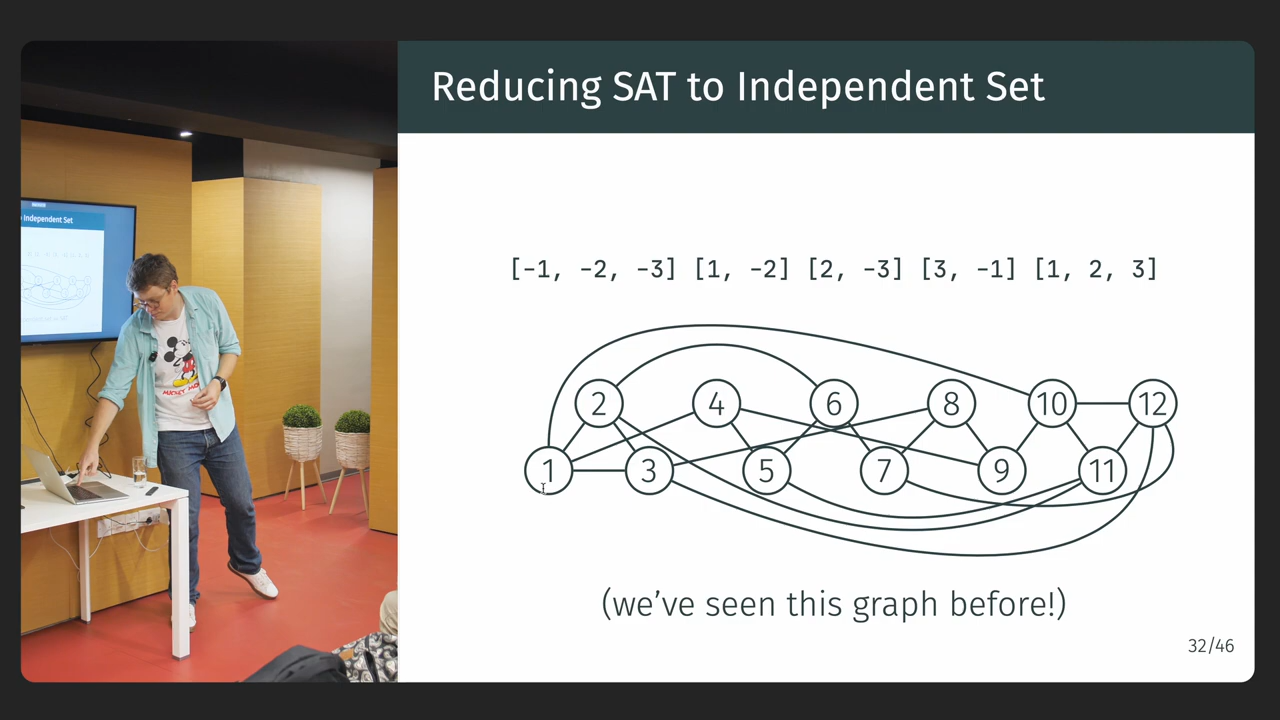 Reducing SAT to Independent Set
[-1, -2, -3] [1, -2] [2, -3] [3, -1] [1, 2, 3]
2 4 6 8 10 12
1 3 5 7 9 11
(we've seen this graph before!)
32/46
Independent Set
MICKEY MO